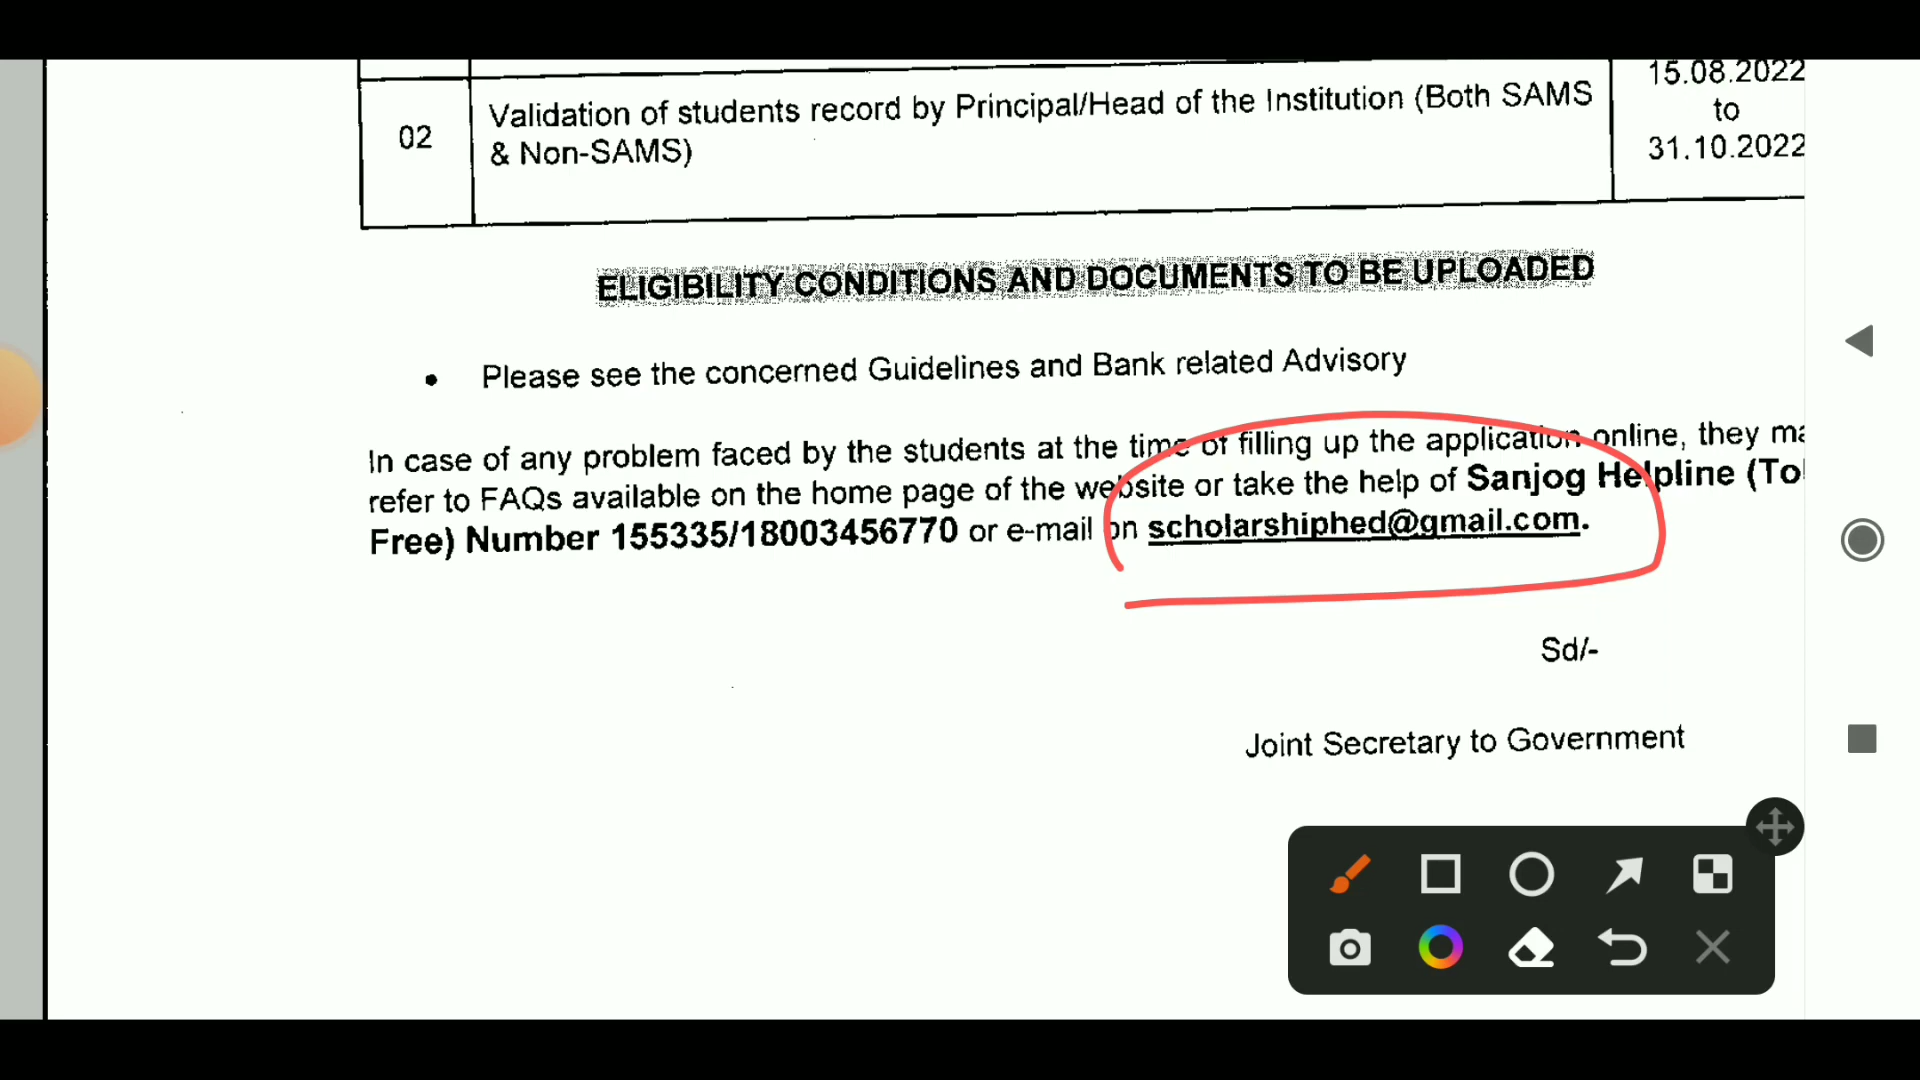 15.08.2022
to
31.10.2022
02
Validation of students record by Principal/Head of the Institution (Both SAMS
& Non-SAMS)
ELIGIBILITY CONDITIONS AND DOCUMENTS TO BE UPLOADED
• Please see the concerned Guidelines and Bank related Advisory
In case of any problem faced by the students at the time of filling up the application online, they ma
refer to FAQs available on the home page of the website or take the help of Sanjog Helpline (To
Free) Number 155335/18003456770 or e-mail on scholarshiphed@gmail.com.
Sd/-
Joint Secretary to Government